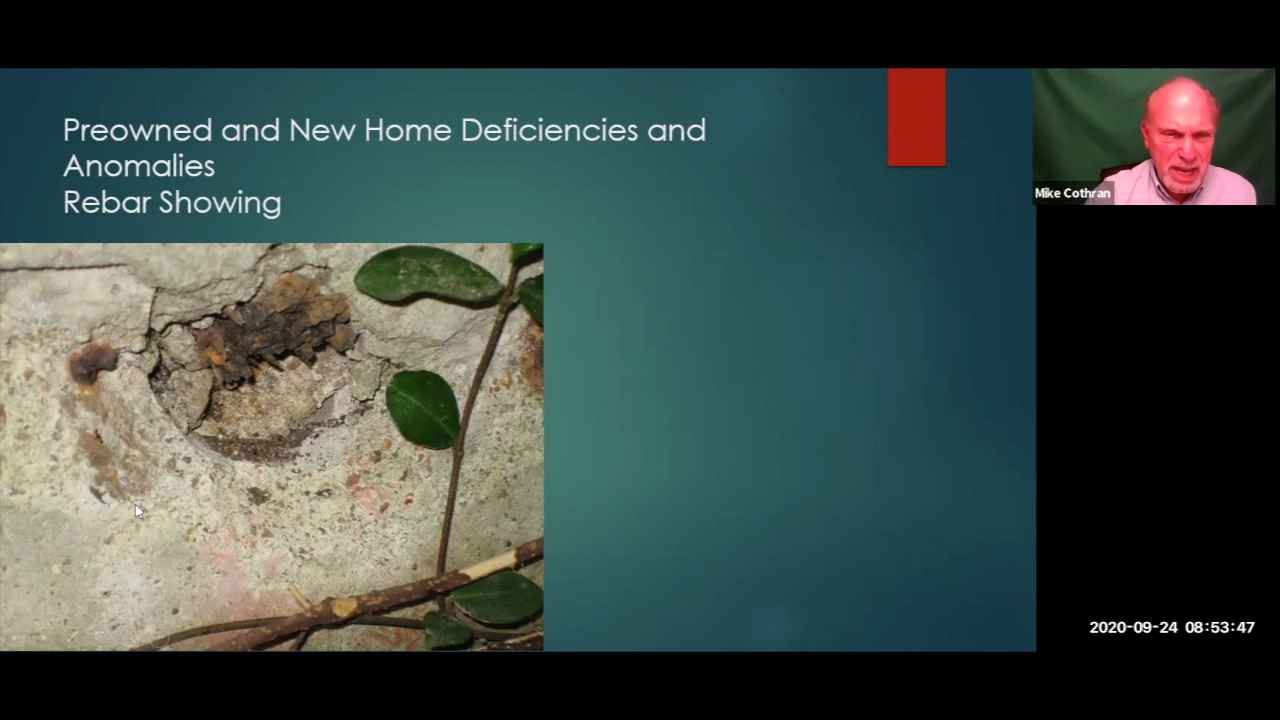 Preowned and New Home Deficiencies and
Anomalies
Rebar Showing
Mike Cothran
2020-09-24 08:53:47